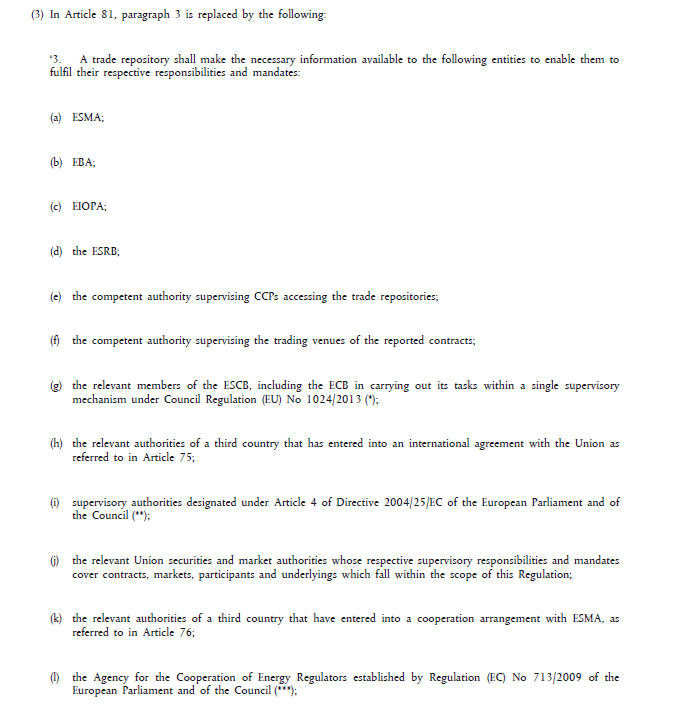 (3) In Article 81, paragraph 3 is replaced by the following:
‘3. A trade repository shall make the necessary information available to the following entities to enable them to
fulfil their respective responsibilities and mandates:
(a) ESMA;
(b) EBA;
(c) EIOPA;
(d) the ESRB;
(e) the competent authority supervising CCPs accessing the trade repositories;
(f) the competent authority supervising the trading venues of the reported contracts;
(g) the relevant members of the ESCB, including the ECB in carrying out its tasks within a single supervisory
mechanism under Council Regulation (EU) No 1024/2013 (*);
(h) the relevant authorities of a third country that has entered into an international agreement with the Union as
referred to in Article 75;
(i) supervisory authorities designated under Article 4 of Directive 2004/25/EC of the European Parliament and of
the Council (**);
(j) the relevant Union securities and market authorities whose respective supervisory responsibilities and mandates
cover contracts, markets, participants and underlyings which fall within the scope of this Regulation;
(k) the relevant authorities of a third country that have entered into a cooperation arrangement with ESMA, as
referred to in Article 76;
(l) the Agency for the Cooperation of Energy Regulators established by Regulation (EC) No 713/2009 of the
European Parliament and of the Council (***);